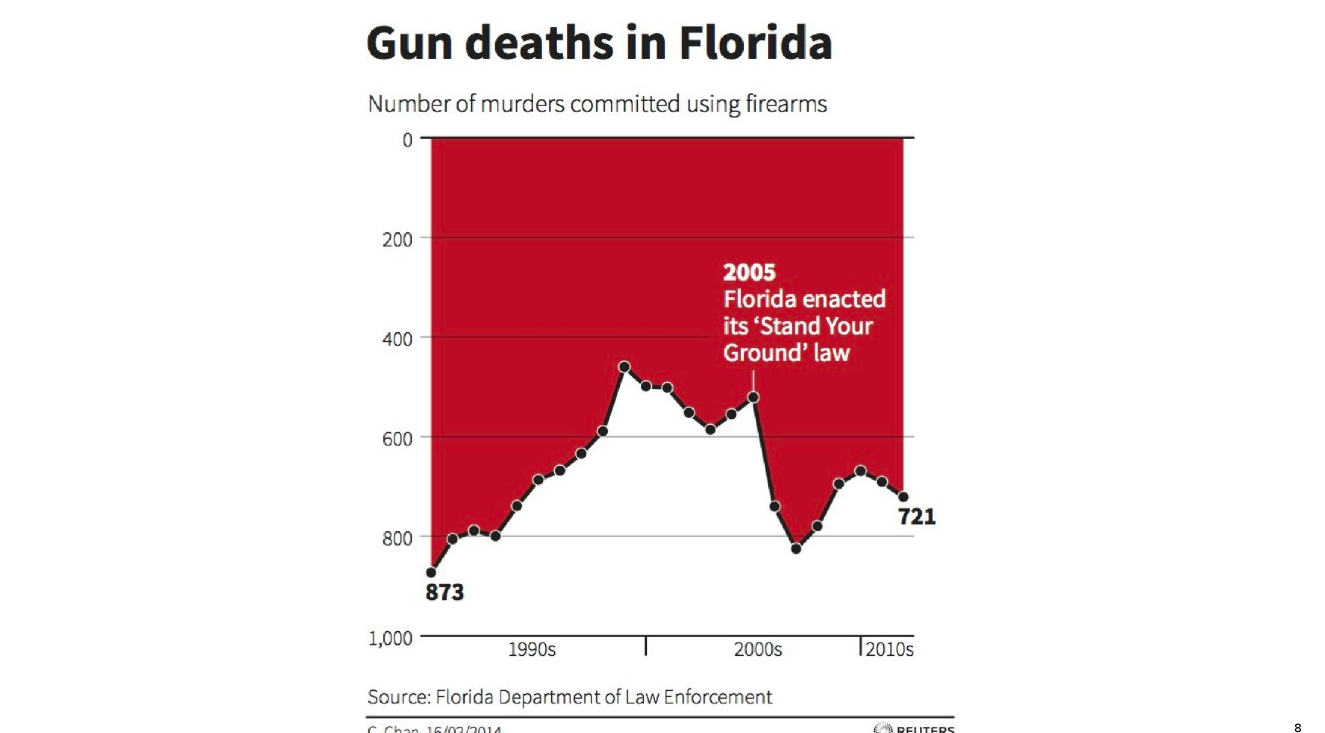 Gun deaths in Florida
Number of murders committed using firearms
0
200
2005
Florida enacted
its ‘Stand Your
400
Ground’ law
600
721
800
873
1,000
1990s 2000s 2010s
Source: Florida Department of Law Enforcement
C. Chan 16/02/2014 REUTERS
8